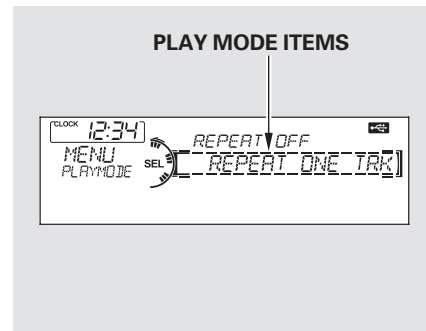 PLAY MODE ITEMS
CLOCK 12:34
REPEAT OFF
MENU
PLAYMODE
SEL
REPEAT ONE TRK